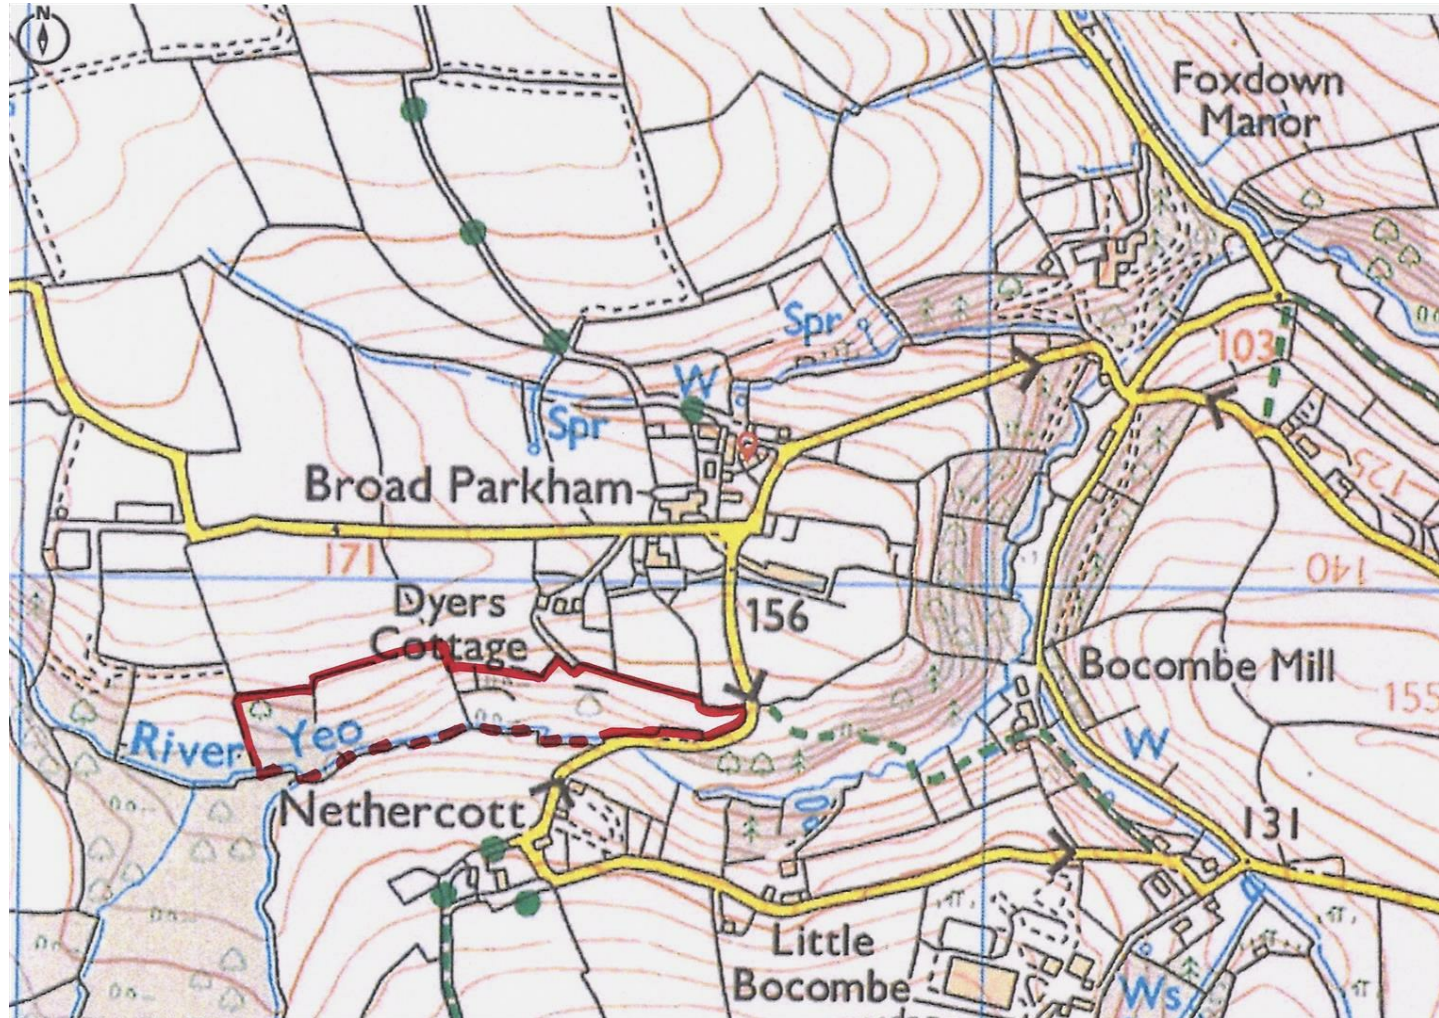 N
Foxdown
Manor
Spr
103
W
Spr
Broad Parkham
125
171
140
Dyers
Cottage
156
Bocombe Mill
155
River Yeo
W
Nethercott
131
Little
Bocombe
Ws